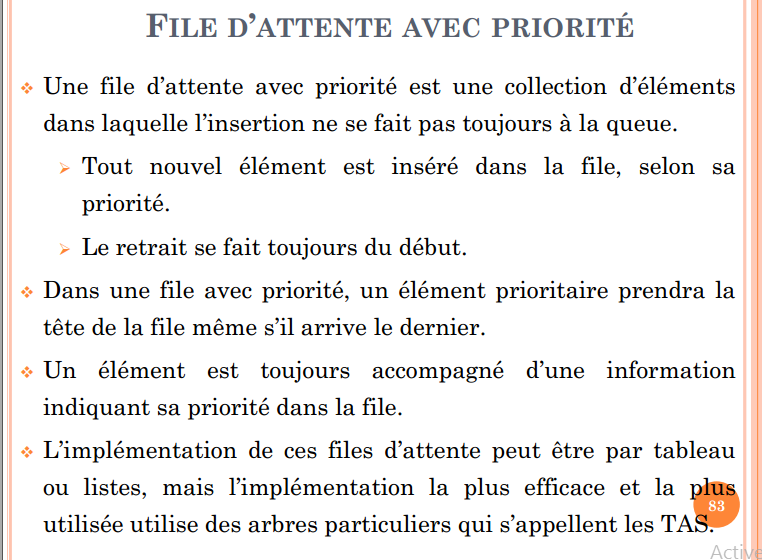 FILE D'ATTENTE AVEC PRIORITÉ
❖ Une file d'attente avec priorité est une collection d'éléments
dans laquelle l'insertion ne se fait pas toujours à la queue.
➢ Tout nouvel élément est inséré dans la file, selon sa
priorité.
➢ Le retrait se fait toujours du début.
❖ Dans une file avec priorité, un élément prioritaire prendra la
tête de la file même s'il arrive le dernier.
❖ Un élément est toujours accompagné d'une information
indiquant sa priorité dans la file.
❖ L'implémentation de ces files d'attente peut être par tableau
ou listes, mais l'implémentation la plus efficace et la plus
83
utilisée utilise des arbres particuliers qui s'appellent les TAS.
Active